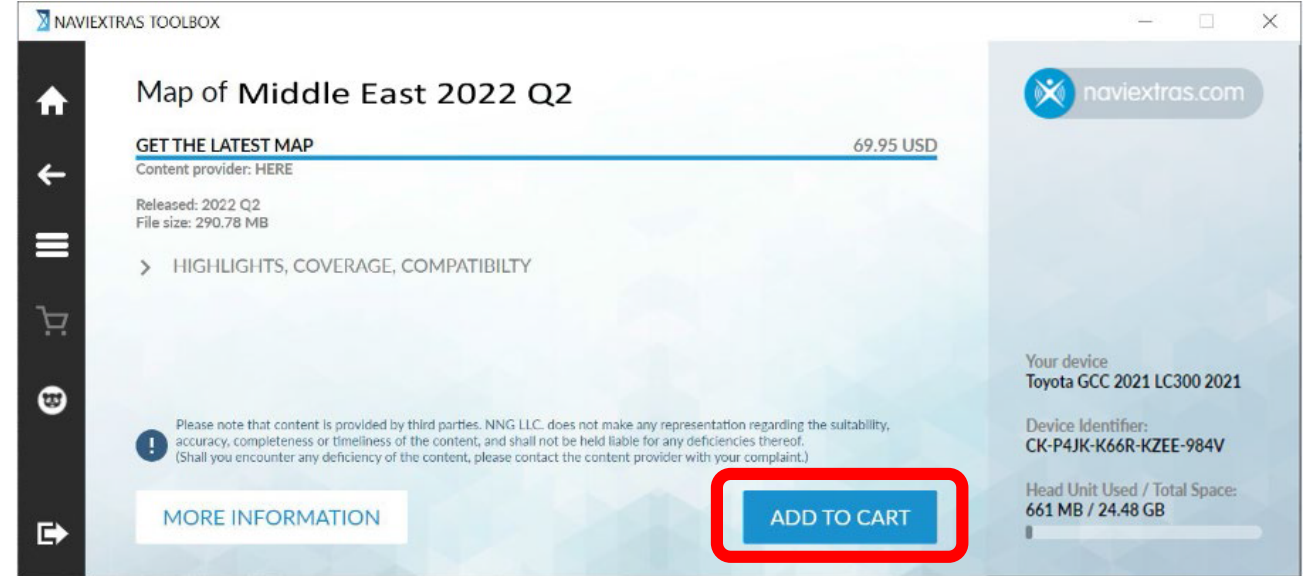 NAVIEXTRAS TOOLBOX
Map of Middle East 2022 Q2
GET THE LATEST MAP 69.95 USD
Content provider: HERE
Released: 2022 Q2
File size: 290.78 MB
HIGHLIGHTS, COVERAGE, COMPATIBILTY
Please note that content is provided by third parties. NNG LLC. does not make any representation regarding the suitability,
accuracy, completeness or timeliness of the content, and shall not be held liable for any deficiencies thereof.
(Shall you encounter any deficiency of the content, please contact the content provider with your complaint.)
MORE INFORMATION
ADD TO CART
naviextras.com
Your device
Toyota GCC 2021 LC300 2021
Device Identifier:
CK-P4JK-K66R-KZEE-984V
Head Unit Used / Total Space:
661 MB / 24.48 GB